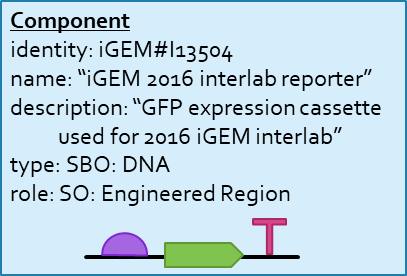 Component
identity: iGEM#I13504
name: “iGEM 2016 interlab reporter”
description: “GFP expression cassette
used for 2016 iGEM interlab”
type: SBO: DNA
role: SO: Engineered Region